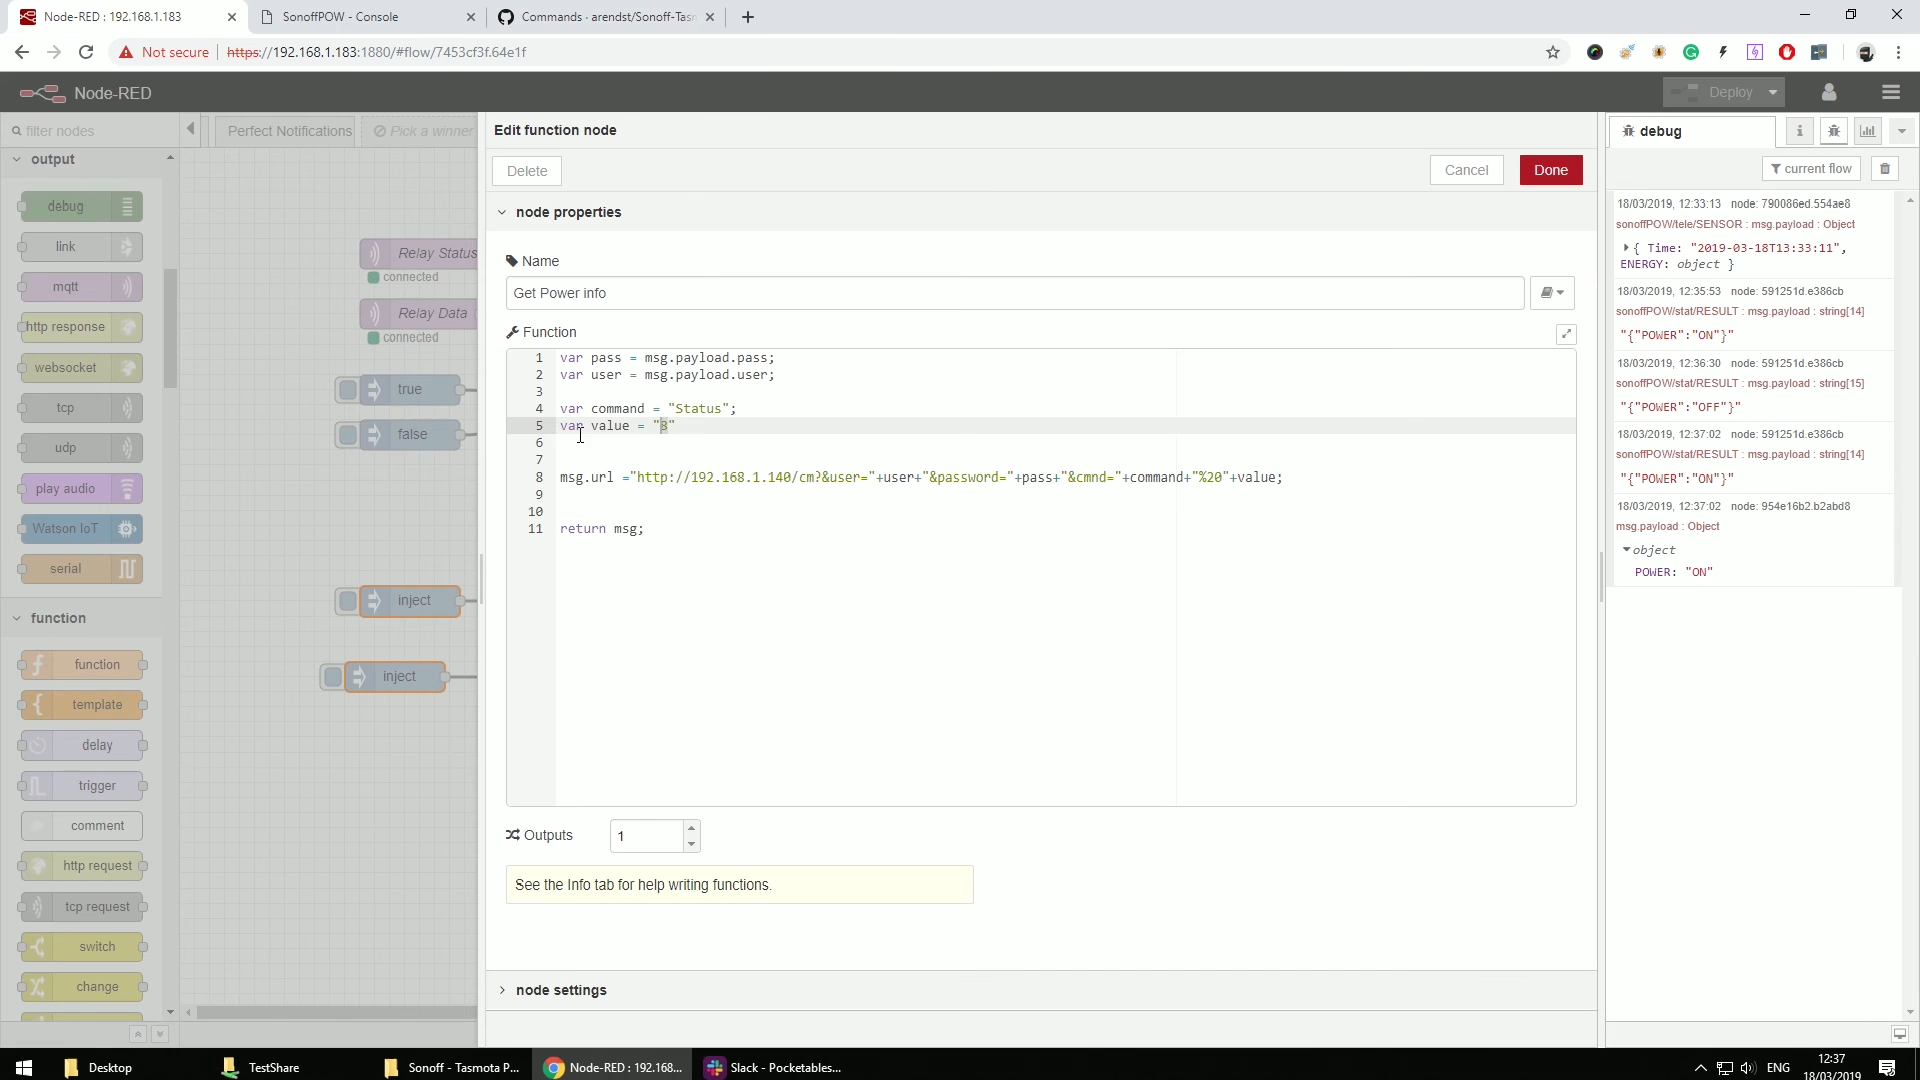 Node-RED : 192.168.1.183
SonoffPOW - Console
Commands · arendst/Sonoff-Tasm
Not secure
https://192.168.1.183:1880/#flow/7453cf3f.64e1f
Node-RED
Deploy
filter nodes
Perfect Notifications
Pick a winner
Edit function node
debug
Delete
Cancel
Done
current flow
output
debug
link
mqtt
http response
websocket
tcp
udp
play audio
Watson IoT
serial
function
function
template
delay
trigger
comment
http request
tcp request
switch
change
Relay Status
connected
Relay Data
connected
true
false
inject
inject
node properties
Name
Get Power info
Function
1 var pass = msg.payload.pass;
2 var user = msg.payload.user;
3
4 var command = "Status";
5 var value = "8"
6
7
8 msg.url ="http://192.168.1.140/cm?&user="+user+"&password="+pass+"&cmnd="+command+"%20"+value;
9
10
11 return msg;
Outputs
1
See the Info tab for help writing functions.
node settings
18/03/2019, 12:33:13 node: 790086ed.554ae8
sonoffPOW/tele/SENSOR : msg.payload : Object
{ Time: "2019-03-18T13:33:11",
ENERGY: object }
18/03/2019, 12:35:53 node: 591251d.e386cb
sonoffPOW/stat/RESULT : msg.payload : string[14]
"{"POWER":"ON"}"
18/03/2019, 12:36:30 node: 591251d.e386cb
sonoffPOW/stat/RESULT : msg.payload : string[15]
"{"POWER":"OFF"}"
18/03/2019, 12:37:02 node: 591251d.e386cb
sonoffPOW/stat/RESULT : msg.payload : string[14]
"{"POWER":"ON"}"
18/03/2019, 12:37:02 node: 954e16b2.b2abd8
msg.payload : Object
object
POWER: "ON"
Desktop
TestShare
Sonoff - Tasmota P...
Node-RED : 192.168...
Slack - Pocketables...
ENG
12:37
18/03/2019